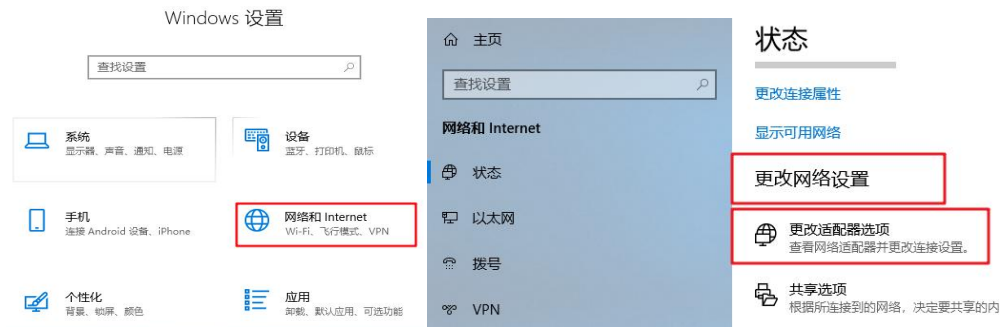 Windows 设置
查找设置
系统
显示器、声音、通知、电源
设备
蓝牙、打印机、鼠标
手机
连接 Android 设备、iPhone
网络和 Internet
Wi-Fi、飞行模式、VPN
个性化
背景、锁屏、颜色
应用
卸载、默认应用、可选功能
主页
查找设置
网络和 Internet
状态
以太网
拨号
VPN
状态
更改连接属性
显示可用网络
更改网络设置
更改适配器选项
查看网络适配器并更改连接设置。
共享选项
根据所连接到的网络，决定要共享的内